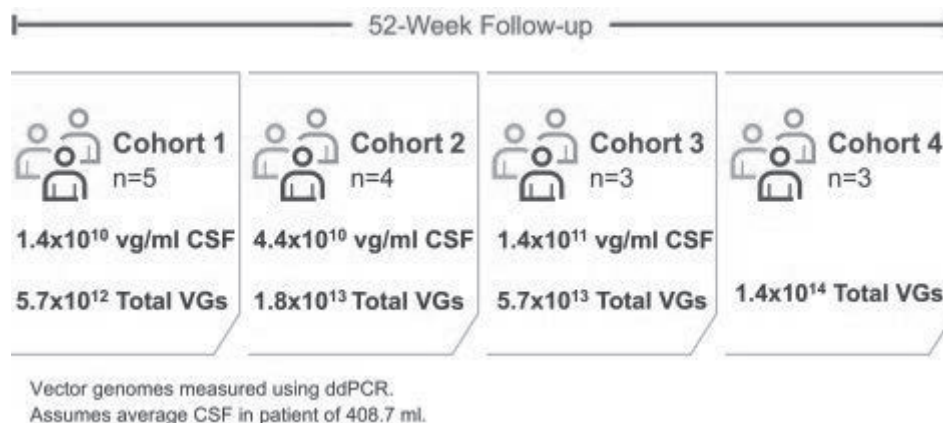 52-Week Follow-up
Cohort 1
n=5
1.4x10¹⁰ vg/ml CSF
5.7x10¹² Total VGs
Cohort 2
n=4
4.4x10¹⁰ vg/ml CSF
1.8x10¹³ Total VGs
Cohort 3
n=3
1.4x10¹¹ vg/ml CSF
5.7x10¹³ Total VGs
Cohort 4
n=3
1.4x10¹⁴ Total VGs
Vector genomes measured using ddPCR.
Assumes average CSF in patient of 408.7 ml.